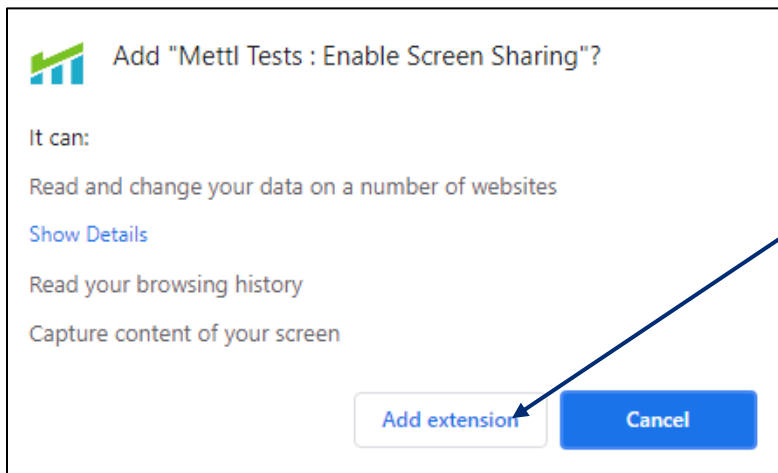 Add "Mettl Tests : Enable Screen Sharing"?
It can:
Read and change your data on a number of websites
Show Details
Read your browsing history
Capture content of your screen
Add extension
Cancel